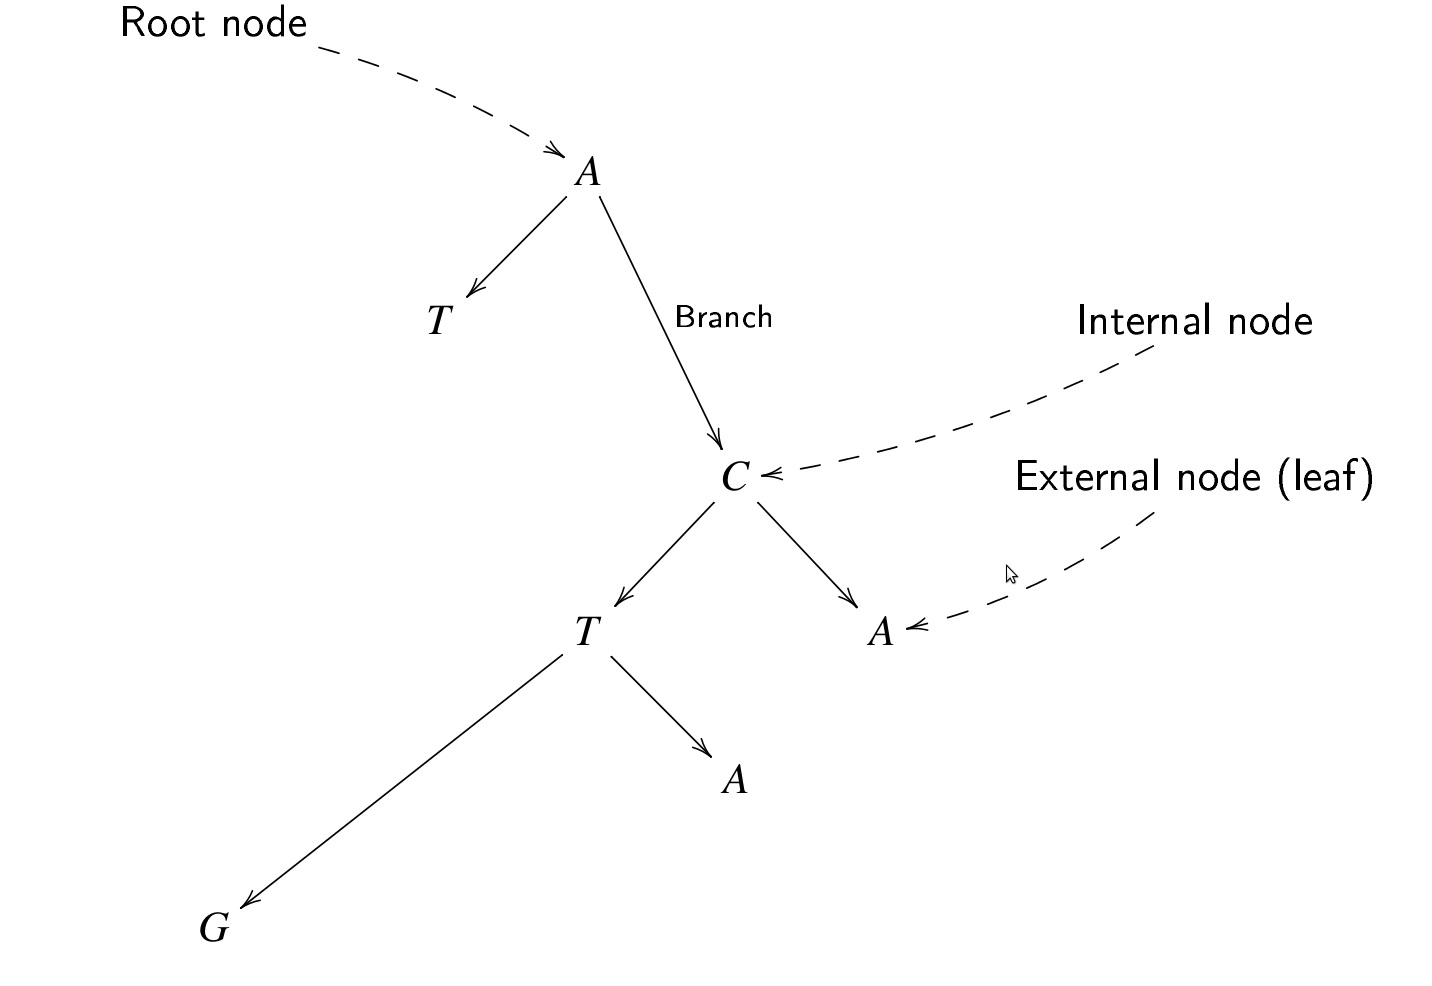 Root node
A
T
Branch
Internal node
C
External node (leaf)
T
A
A
G